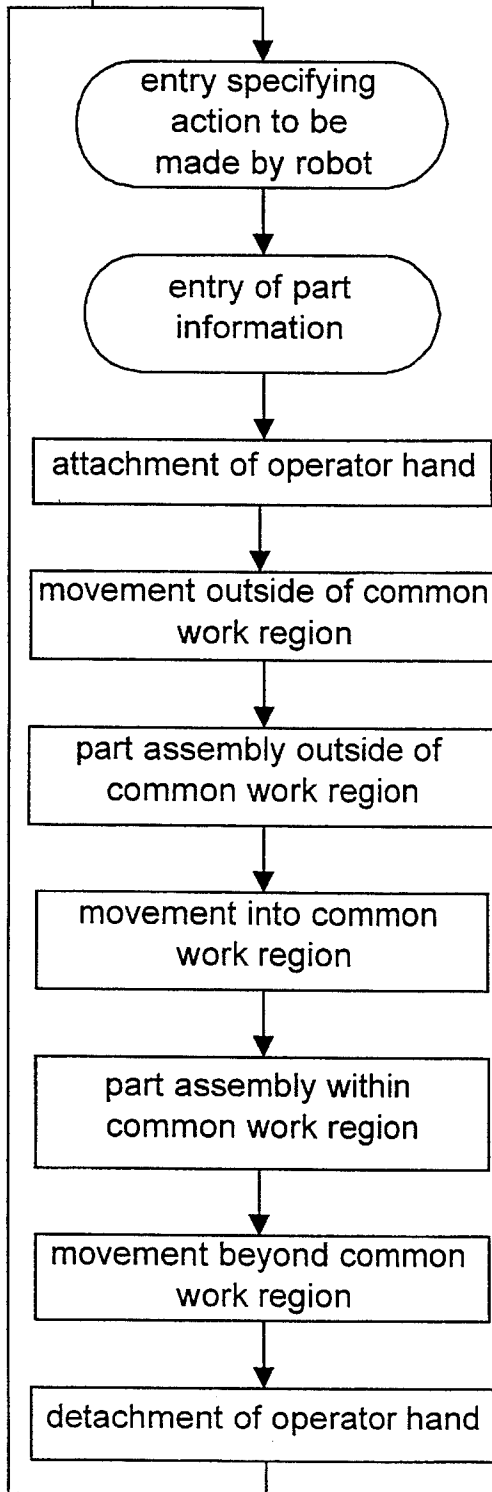 entry specifying
action to be
made by robot
entry of part
information
attachment of operator hand
movement outside of common
work region
part assembly outside of
common work region
movement into common
work region
part assembly within
common work region
movement beyond common
work region
detachment of operator hand